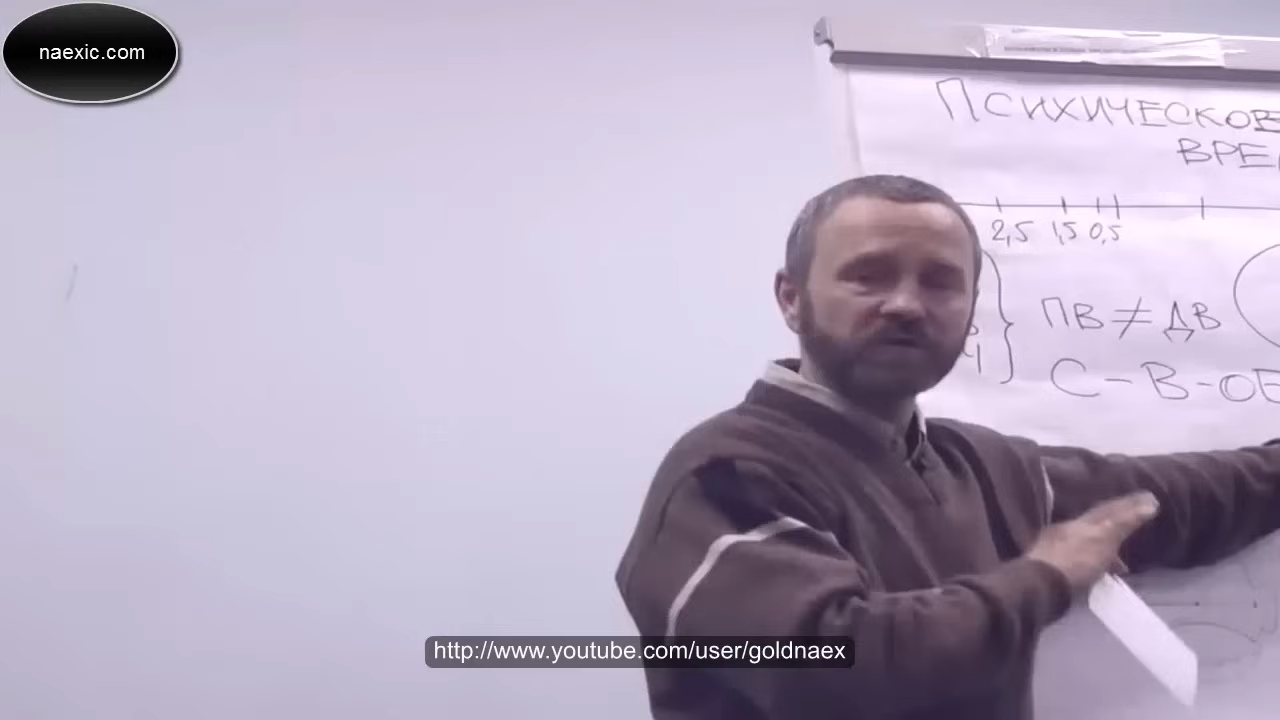 naexic.com
ПСИХИЧЕСКОЕ
ВРЕ
2,5 1,5 0,5
ПВ ≠ ДВ
С-В-ОБ
http://www.youtube.com/user/goldnaex